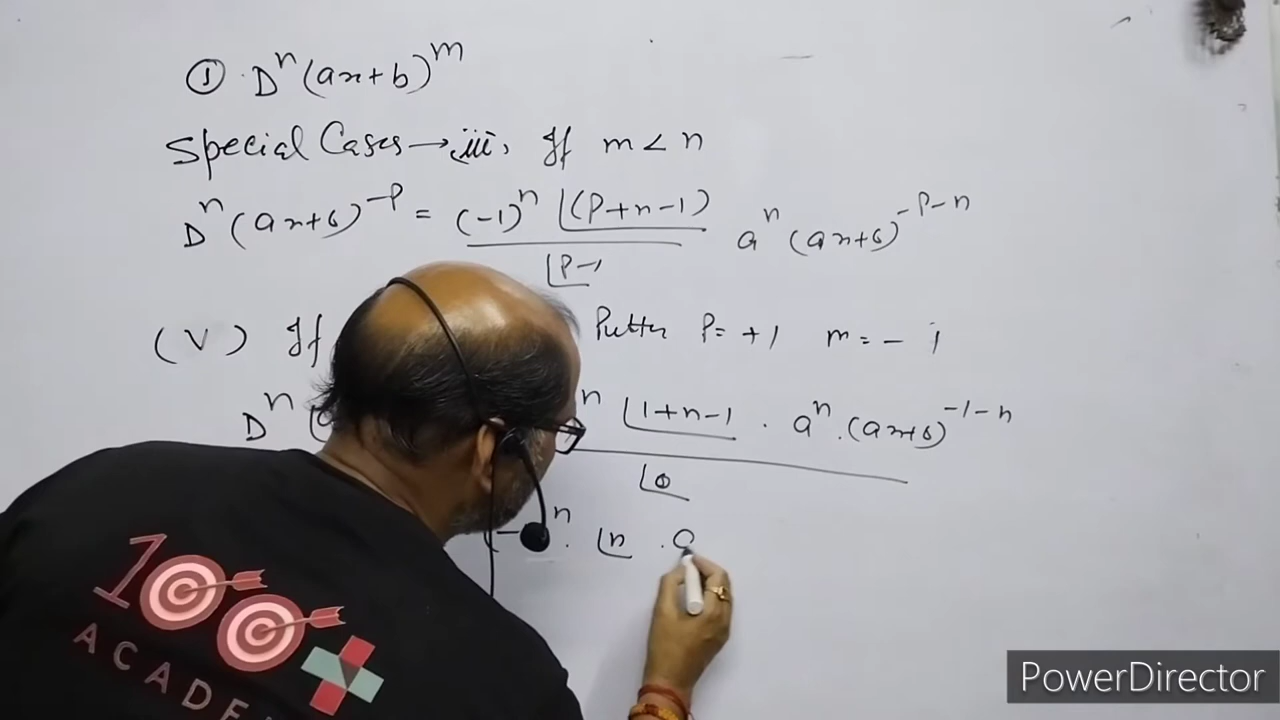 ① · Dⁿ(ax+b)ᵐ
Special Cases → iii, If m < n
Dⁿ(ax+b)⁻ᴾ = (-1)ⁿ ⌊(P+n-1) aⁿ(ax+b)⁻ᴾ⁻ⁿ
⌊P-1
(V) If Putter P = +1 m = -1
Dⁿ ( ⁿ ⌊1+n-1 . aⁿ.(ax+b)⁻¹⁻ⁿ
⌊0
(- ⁿ. ⌊n . a
100+
ACADE
PowerDirector